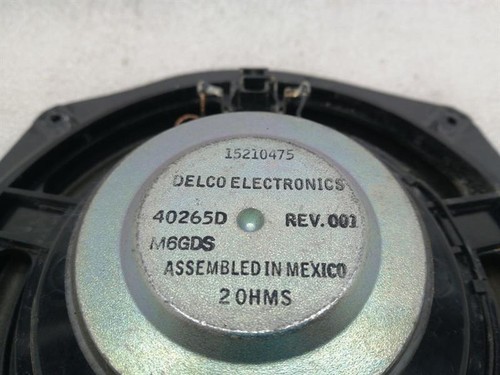 15210475
DELCO ELECTRONICS
40265D REV.001
M6GDS
ASSEMBLED IN MEXICO
2 OHMS